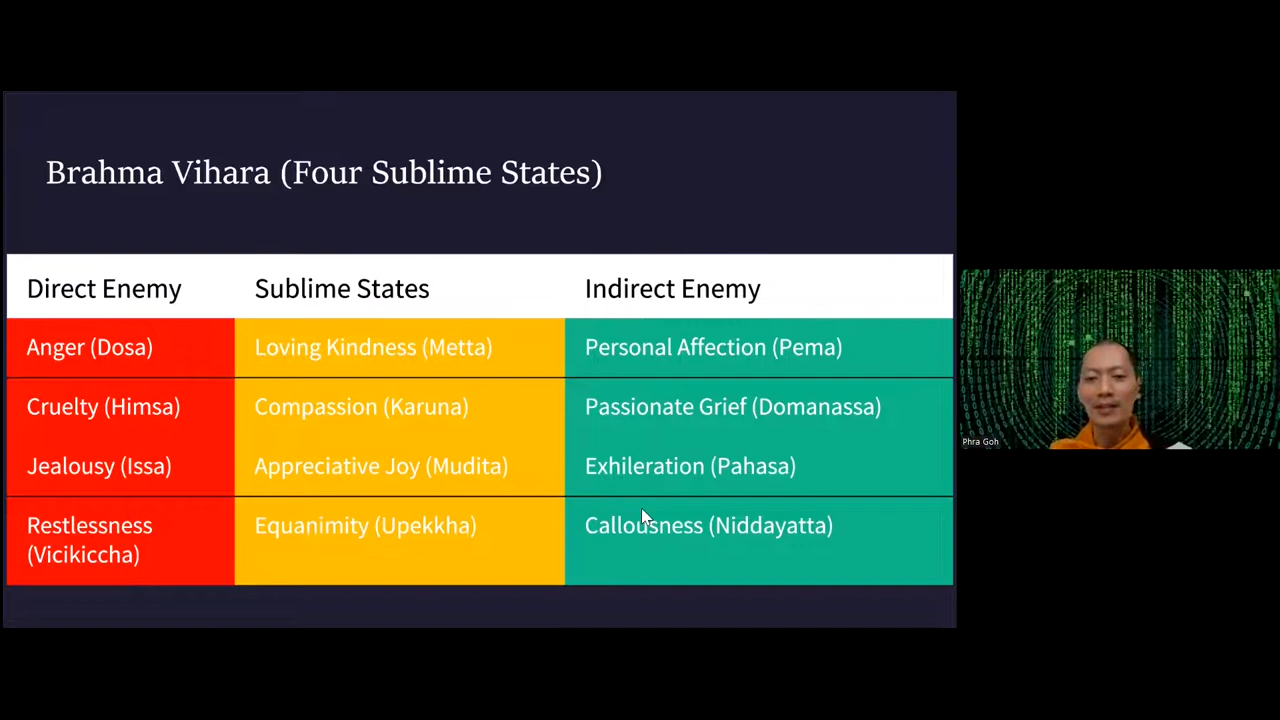 Brahma Vihara (Four Sublime States)
Direct Enemy Sublime States Indirect Enemy
Anger (Dosa) Loving Kindness (Metta) Personal Affection (Pema)
Cruelty (Himsa) Compassion (Karuna) Passionate Grief (Domanassa)
Jealousy (Issa) Appreciative Joy (Mudita) Exhileration (Pahasa)
Restlessness Equanimity (Upekkha) Callousness (Niddayatta)
(Vicikiccha)
Phra Goh